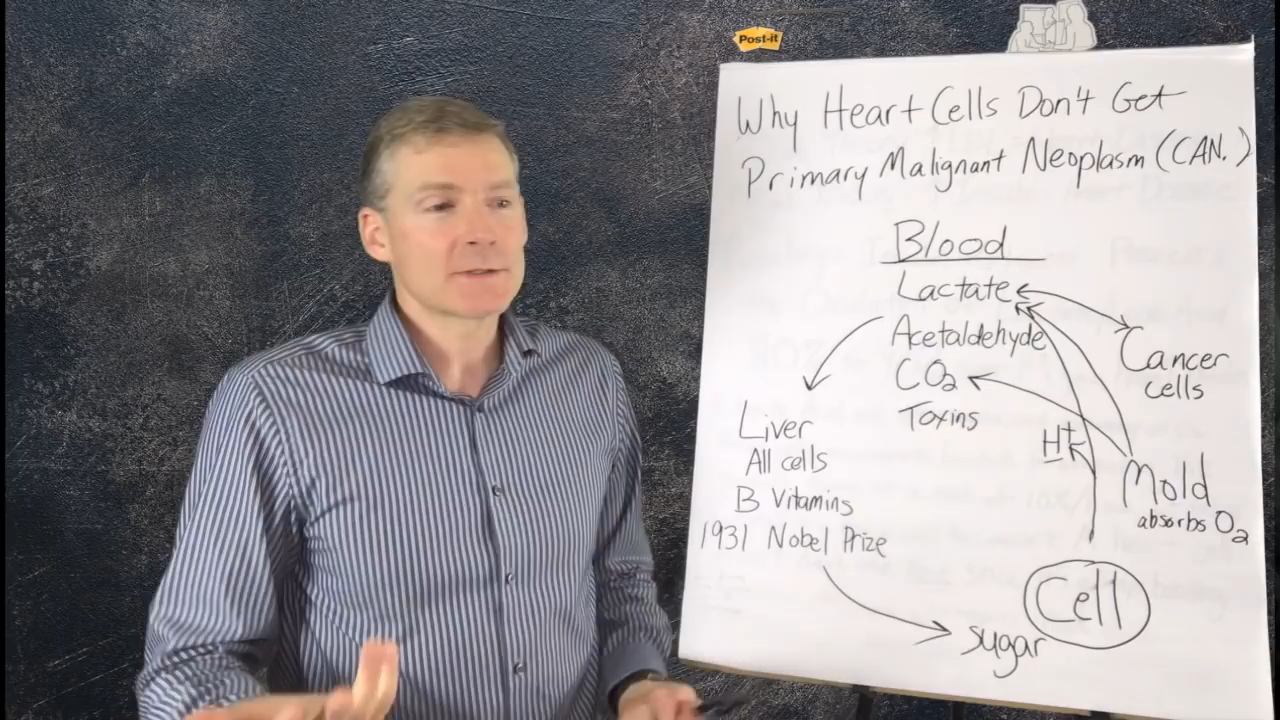 Post-it
Why Heart Cells Don't Get
Primary Malignant Neoplasm (CAN.)
Blood
Lactate
Acetaldehyde
CO2
Toxins
Cancer
cells
Liver
All cells
B Vitamins
1931 Nobel Prize
H+
Mold
absorbs O2
Cell
sugar